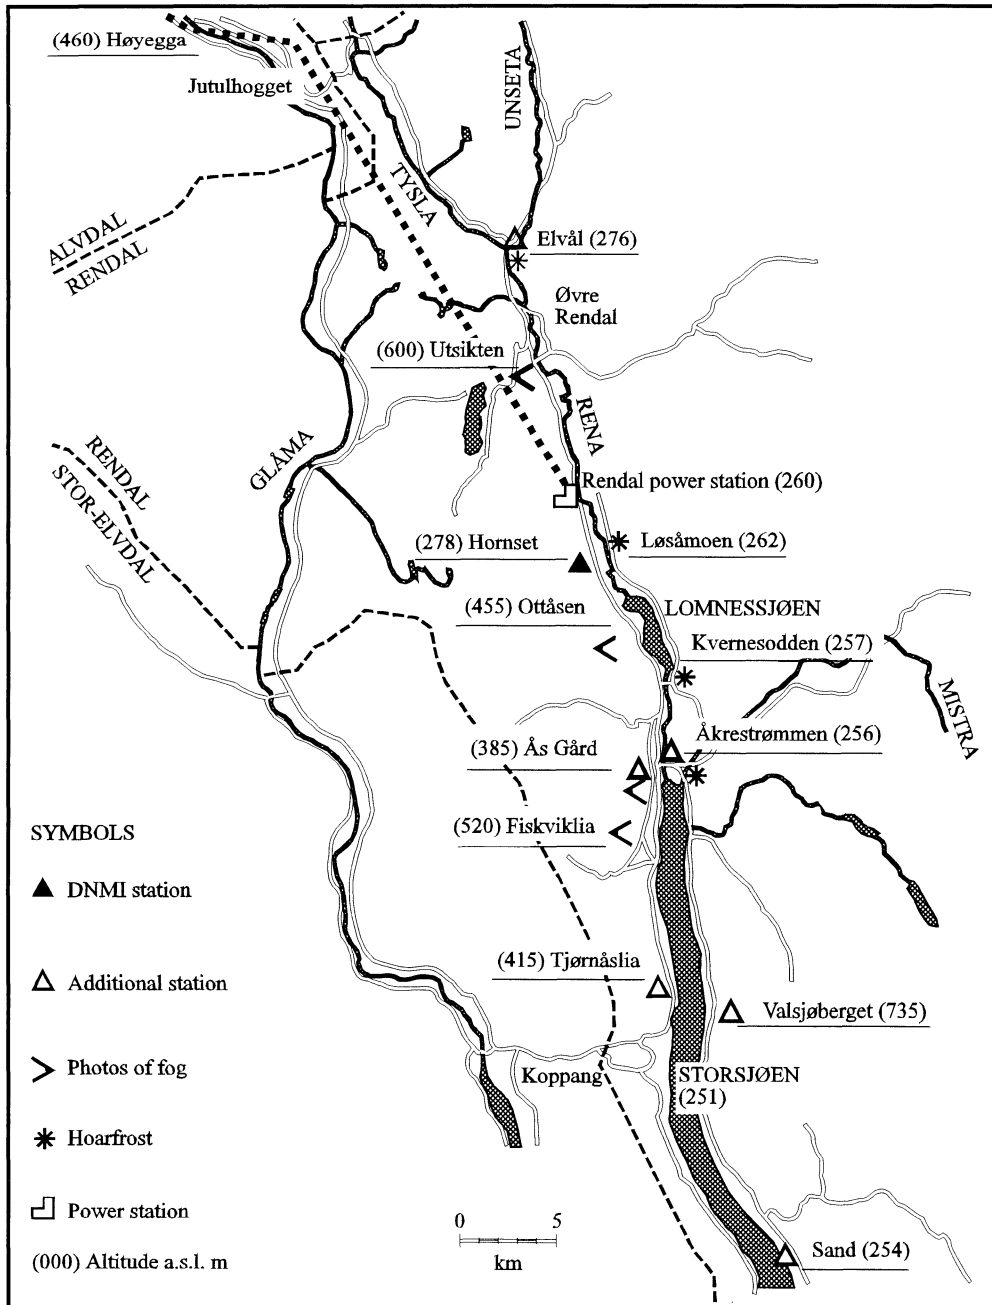 (460) Høyegga
Jutulhogget
UNSETA
TYSLA
ALVDAL
RENDAL
Elvål (276)
Øvre
Rendal
(600) Utsikten
RENA
GLÅMA
RENDAL
STOR-ELVDAL
Rendal power station (260)
(278) Hornset
Løsåmoen (262)
(455) Ottåsen
LOMNESSJØEN
Kvernesodden (257)
MISTRA
Åkrestrømmen (256)
(385) Ås Gård
(520) Fiskviklia
SYMBOLS
DNMI station
Additional station
Photos of fog
Hoarfrost
Power station
(000) Altitude a.s.l. m
(415) Tjørnåslia
Valsjøberget (735)
Koppang
STORSJØEN
(251)
0 5
km
Sand (254)